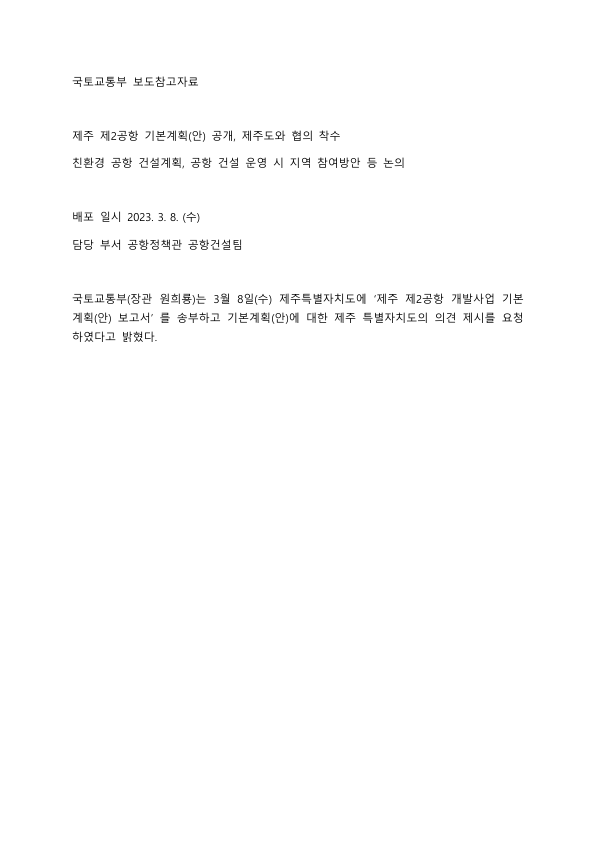 국토교통부 보도참고자료
제주 제2공항 기본계획(안) 공개, 제주도와 협의 착수
친환경 공항 건설계획, 공항 건설 운영 시 지역 참여방안 등 논의
배포 일시 2023. 3. 8. (수)
담당 부서 공항정책관 공항건설팀
국토교통부(장관 원희룡)는 3월 8일(수) 제주특별자치도에 '제주 제2공항 개발사업 기본
계획(안) 보고서' 를 송부하고 기본계획(안)에 대한 제주 특별자치도의 의견 제시를 요청
하였다고 밝혔다.